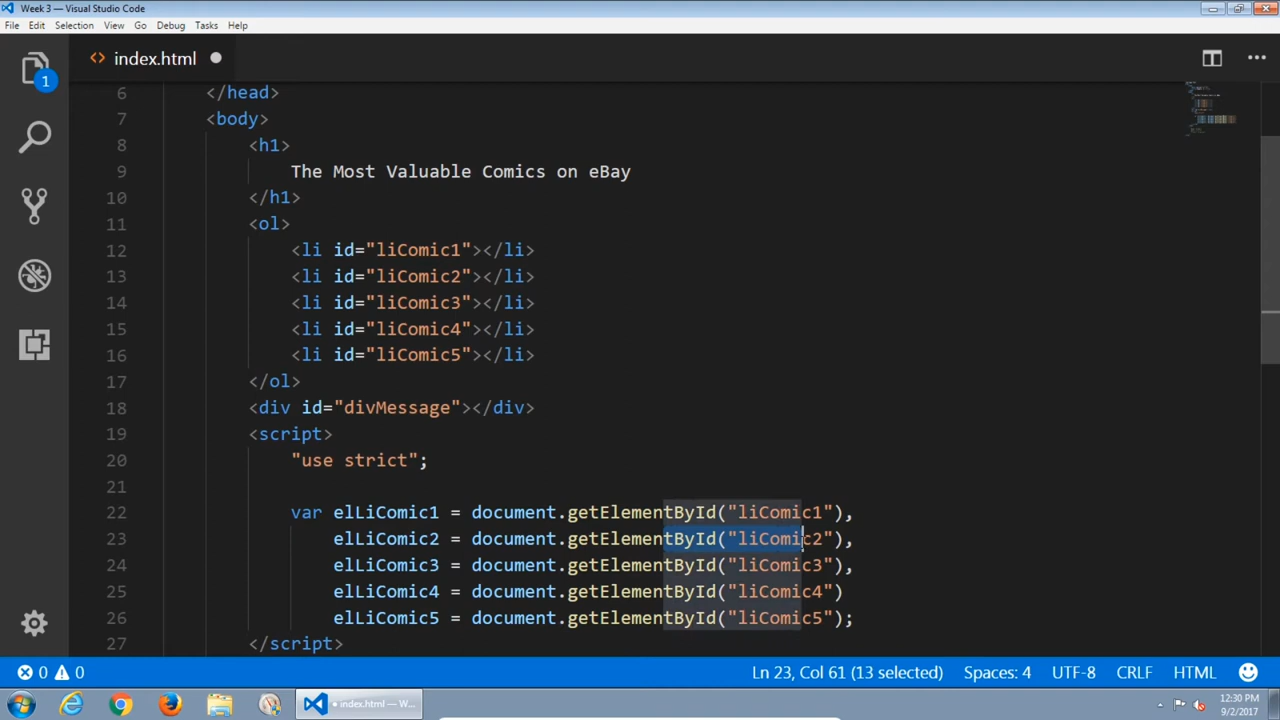 Week 3 — Visual Studio Code
File Edit Selection View Go Debug Tasks Help
1
<> index.html
6 </head>
7 <body>
8 <h1>
9 The Most Valuable Comics on eBay
10 </h1>
11 <ol>
12 <li id="liComic1"></li>
13 <li id="liComic2"></li>
14 <li id="liComic3"></li>
15 <li id="liComic4"></li>
16 <li id="liComic5"></li>
17 </ol>
18 <div id="divMessage"></div>
19 <script>
20 "use strict";
21
22 var elLiComic1 = document.getElementById("liComic1"),
23 elLiComic2 = document.getElementById("liComic2"),
24 elLiComic3 = document.getElementById("liComic3"),
25 elLiComic4 = document.getElementById("liComic4")
26 elLiComic5 = document.getElementById("liComic5");
27 </script>
0 0 Ln 23, Col 61 (13 selected) Spaces: 4 UTF-8 CRLF HTML
• index.html — W...
12:30 PM
9/2/2017